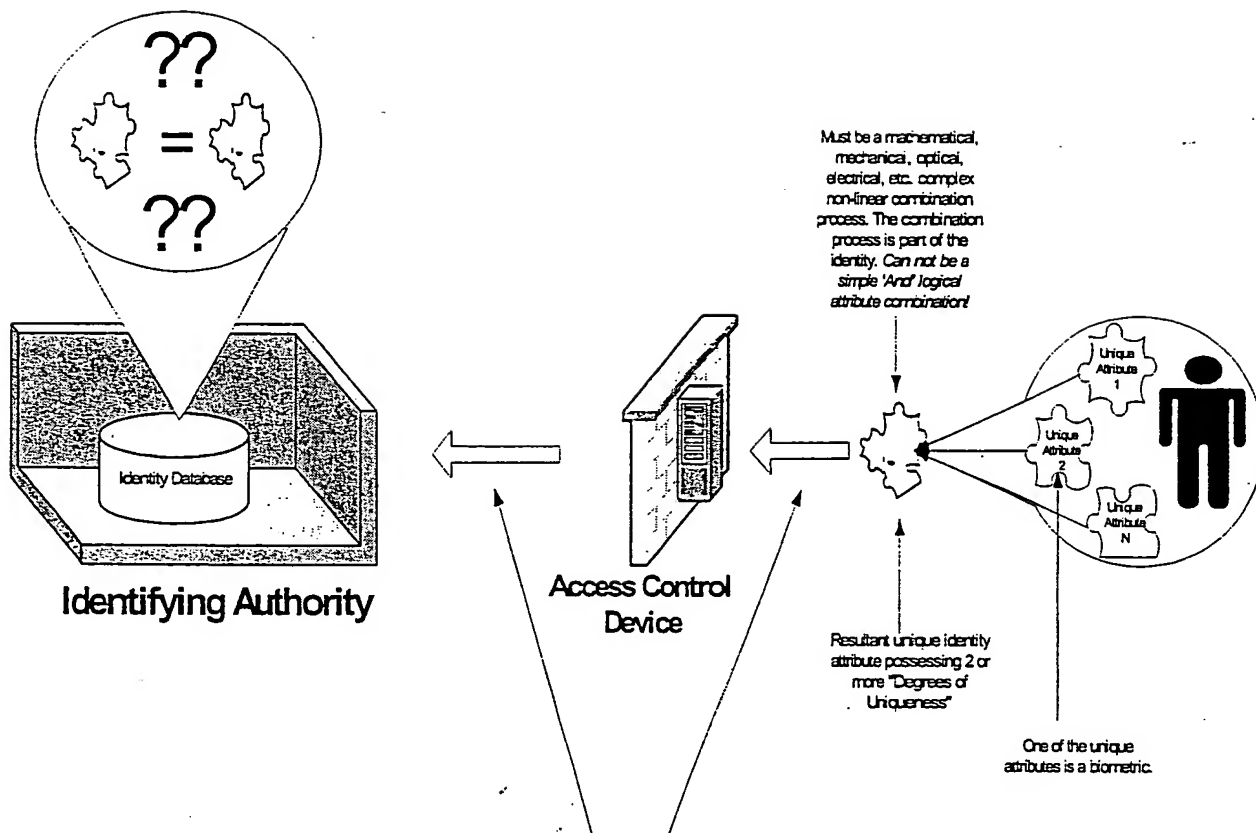 ??
=
??
Identity Database
Identifying Authority
Access Control
Device
Must be a mathematical,
mechanical, optical,
electrical, etc. complex
non-linear combination
process. The combination
process is part of the
identity. Can not be a
simple 'And' logical
attribute combination!
Resultant unique identity
attribute possessing 2 or
more "Degrees of
Uniqueness"
Unique
Attribute
1
Unique
Attribute
2
Unique
Attribute
N
One of the unique
attributes is a biometric.